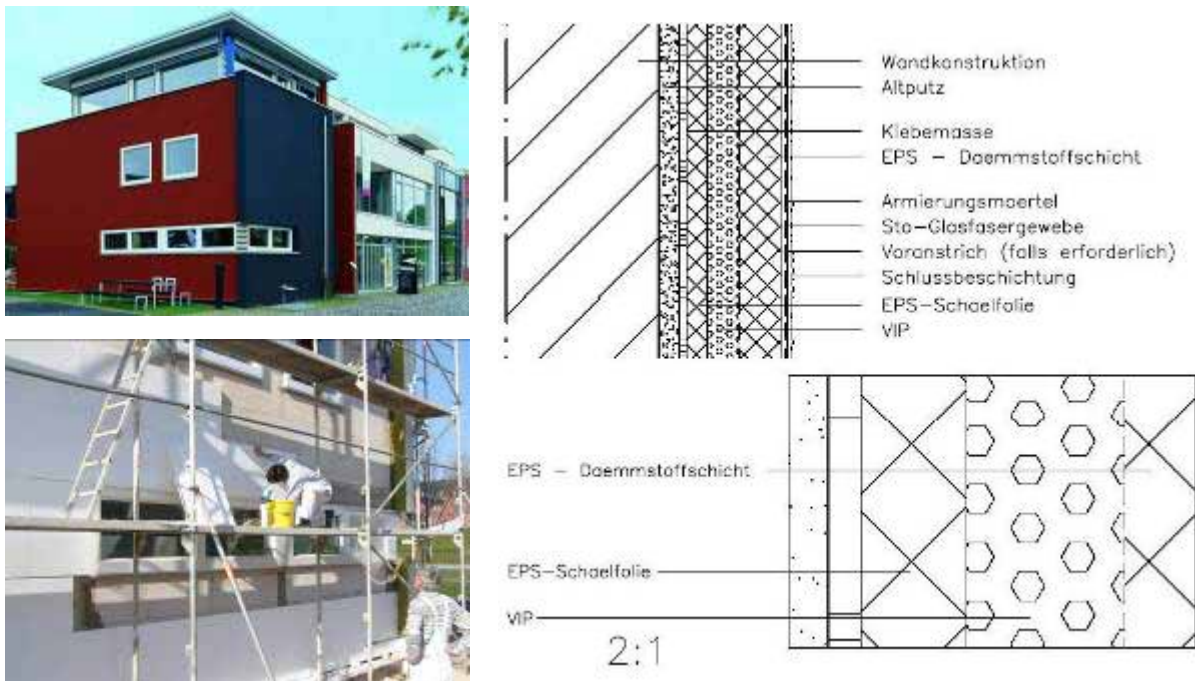 Wandkonstruktion
Altputz
Klebemasse
EPS - Daemmstoffschicht
Armierungsmoertel
Sto-Glasfasergewebe
Voranstrich (falls erforderlich)
Schlussbeschichtung
EPS-Schaelfolie
VIP
EPS - Daemmstoffschicht
EPS-Schaelfolie
VIP
2:1